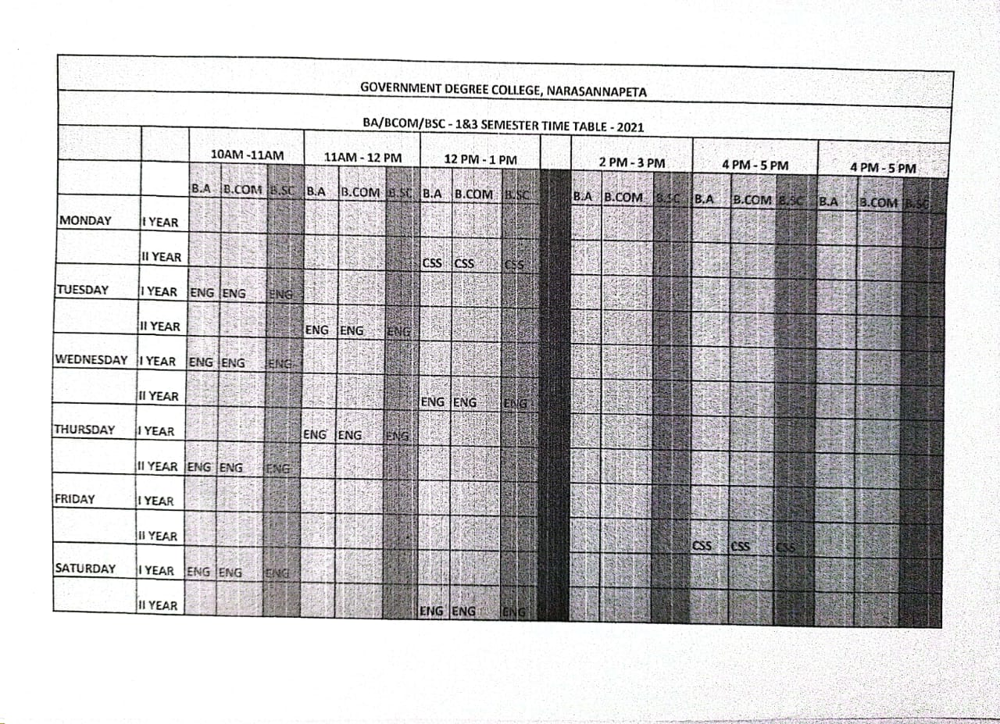 GOVERNMENT DEGREE COLLEGE, NARASANNAPETA
BA/BCOM/BSC - 1&3 SEMESTER TIME TABLE - 2021
10AM -11AM 11AM - 12 PM 12 PM - 1 PM 2 PM - 3 PM 4 PM - 5 PM 4 PM - 5 PM
B.A B.COM B.SC B.A B.COM B.SC B.A B.COM B.SC B.A B.COM B.SC B.A B.COM B.SC B.A B.COM B.SC
MONDAY I YEAR
II YEAR CSS CSS CSS
TUESDAY I YEAR ENG ENG ENG
II YEAR ENG ENG ENG
WEDNESDAY I YEAR ENG ENG ENG
II YEAR ENG ENG ENG
THURSDAY I YEAR ENG ENG ENG
II YEAR ENG ENG ENG
FRIDAY I YEAR
II YEAR CSS CSS CSS
SATURDAY I YEAR ENG ENG ENG
II YEAR ENG ENG ENG